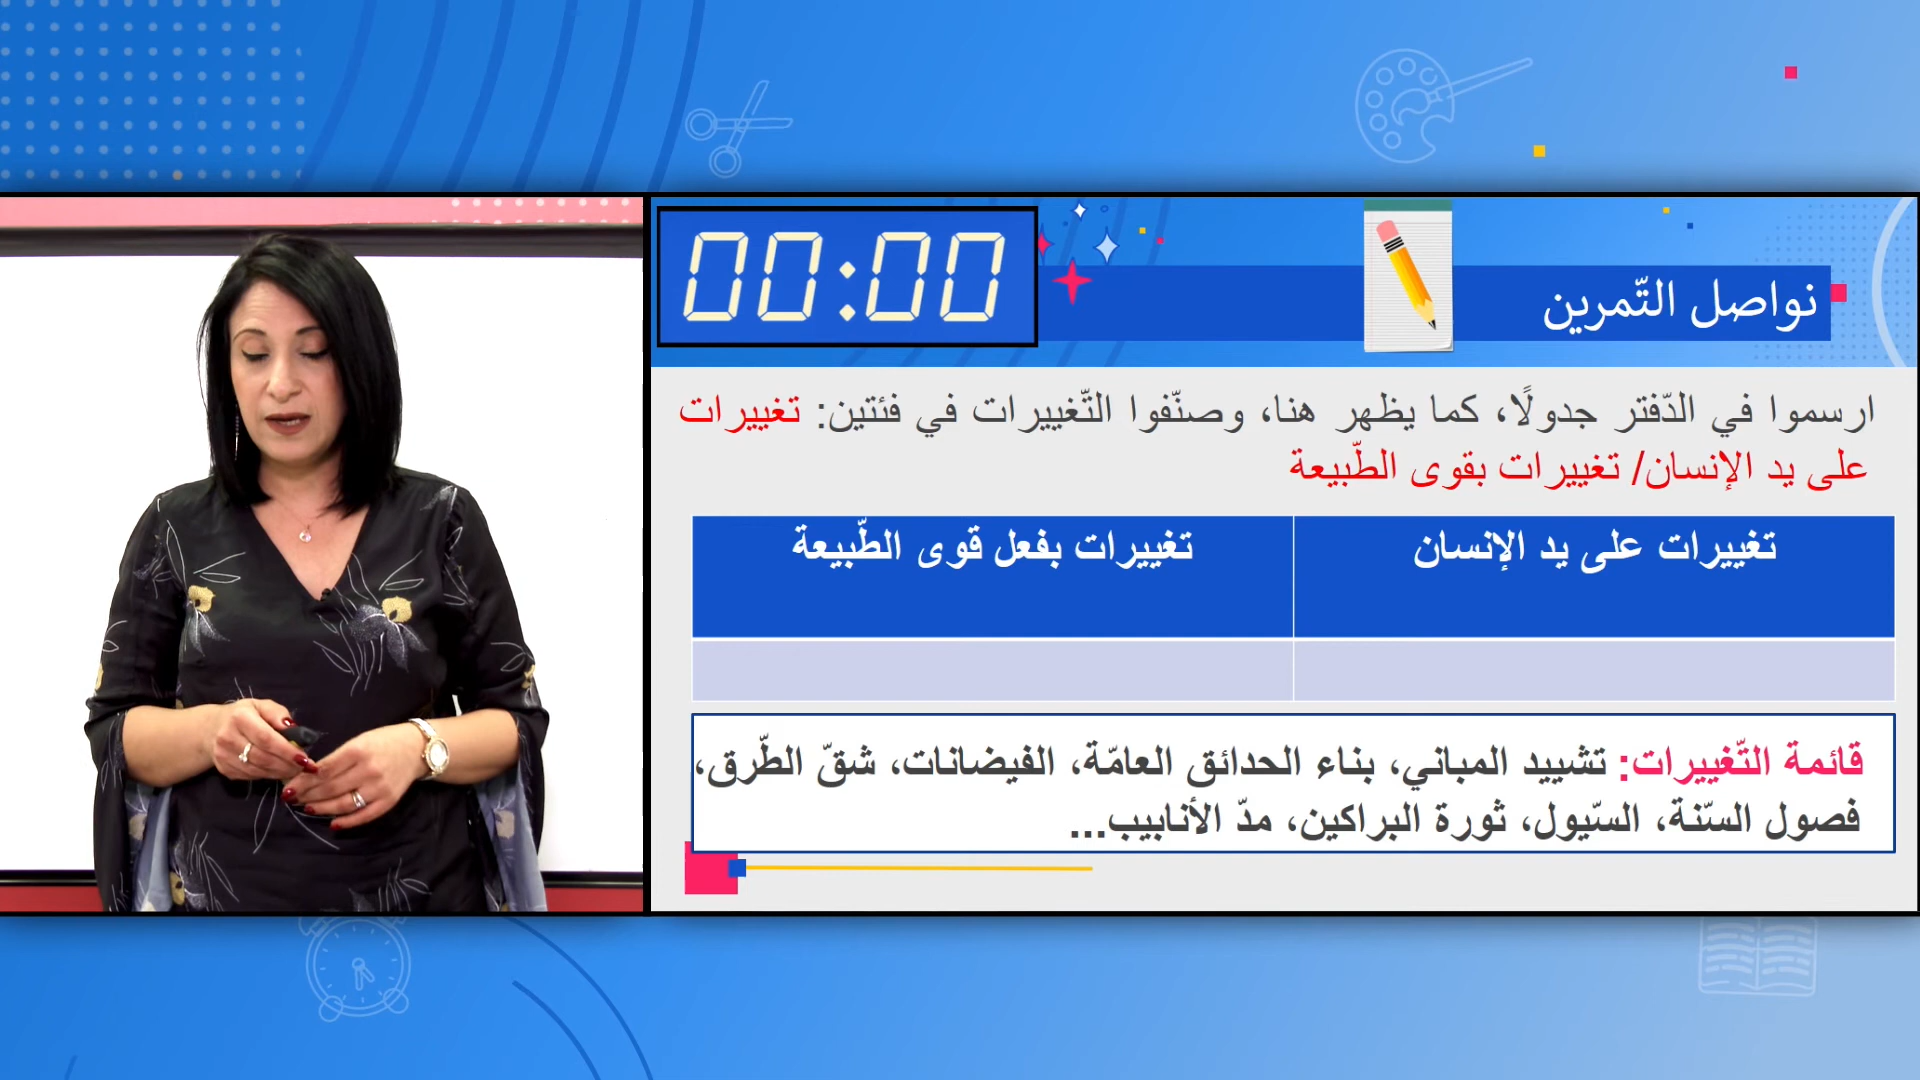 00:00
نواصل التّمرين
ارسموا في الدّفتر جدولًا، كما يظهر هنا، وصنّفوا التّغييرات في فئتين: تغييرات
على يد الإنسان/ تغييرات بقوى الطّبيعة
تغييرات على يد الإنسان
تغييرات بفعل قوى الطّبيعة
قائمة التّغييرات: تشييد المباني، بناء الحدائق العامّة، الفيضانات، شقّ الطّرق،
فصول السّنة، السّيول، ثورة البراكين، مدّ الأنابيب...